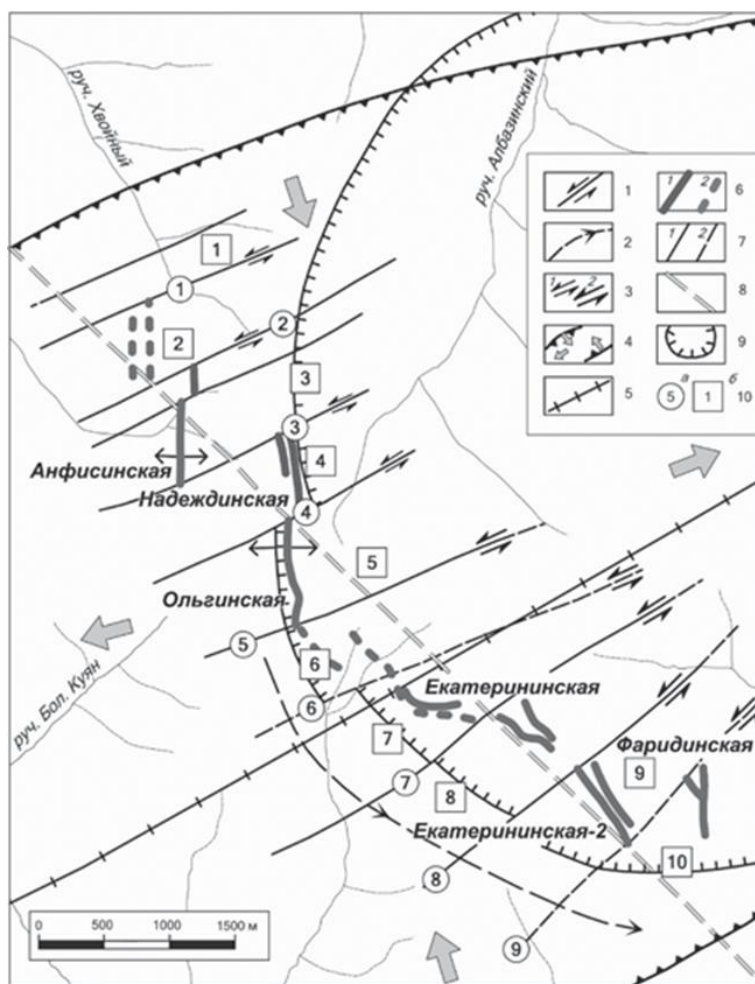 руч. Хвойный
руч. Албазинский
1 1
2 2
1 2 3
4
5
1 2 6
1 2 7
8
9
5 а 1 б 10
1
1
2
2
3
3
4
Анфисинская
Надеждинская
4
5
Ольгинская
5
6
6
руч. Бол. Куян
Екатерининская
7
7
8
Фаридинская
9
Екатерининская-2
10
8
9
0 500 1000 1500 м